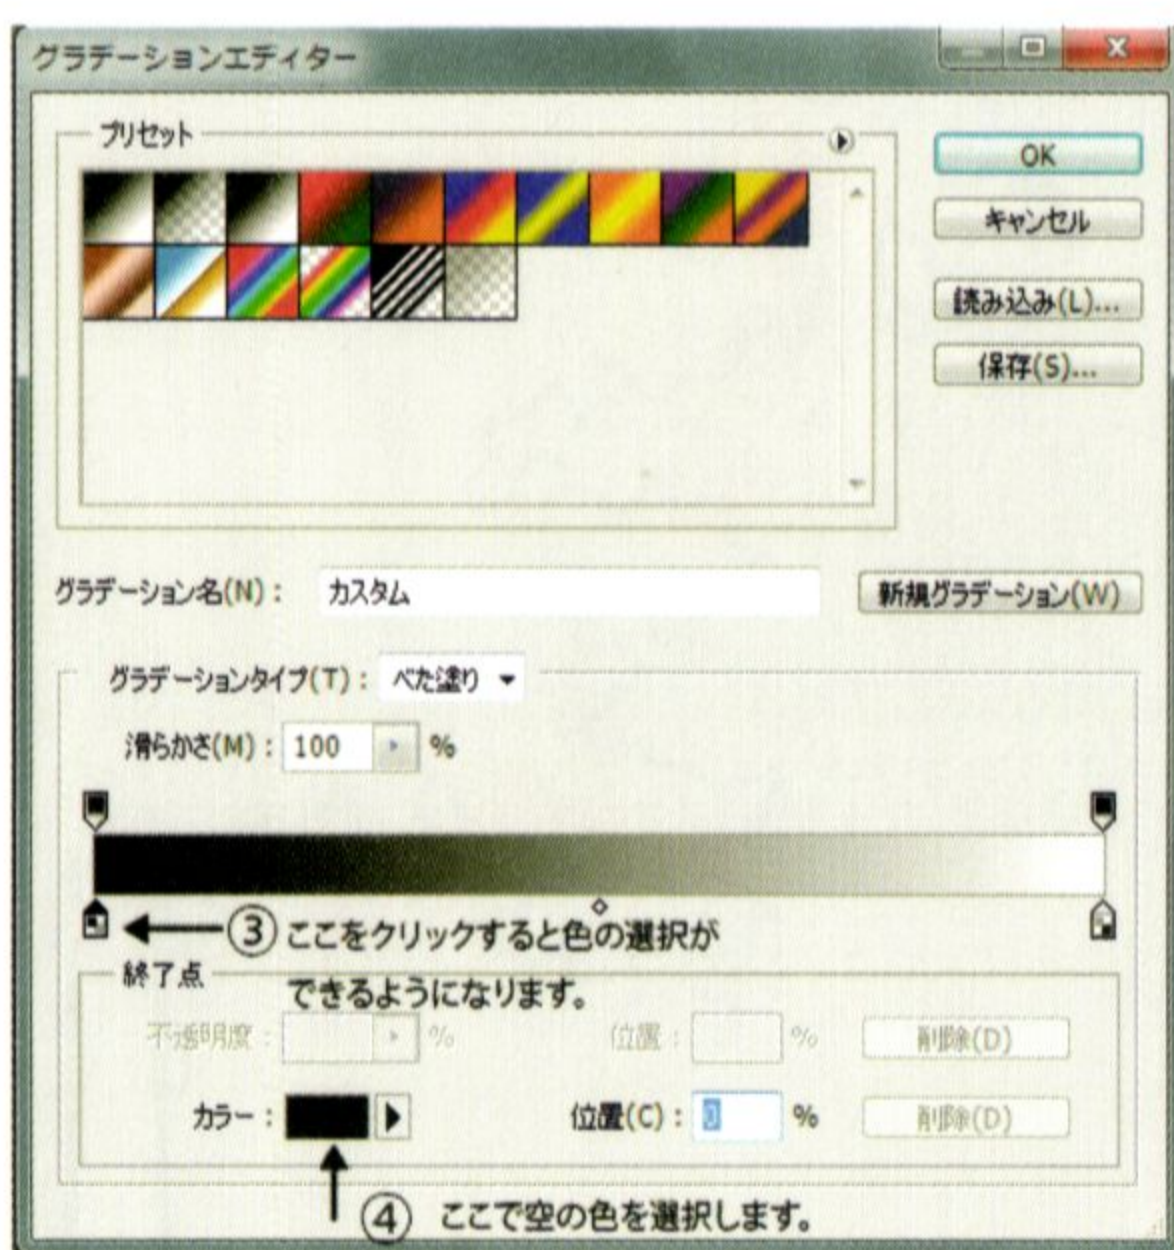 グラデーションエディター
プリセット
OK
キャンセル
読み込み(L)...
保存(S)...
グラデーション名(N)： カスタム 新規グラデーション(W)
グラデーションタイプ(T)： べた塗り
滑らかさ(M)： 100 %
③ ここをクリックすると色の選択が
できるようになります。
終了点
不透明度： % 位置： % 削除(D)
カラー： 位置(C)： 0 % 削除(D)
④ ここで空の色を選択します。